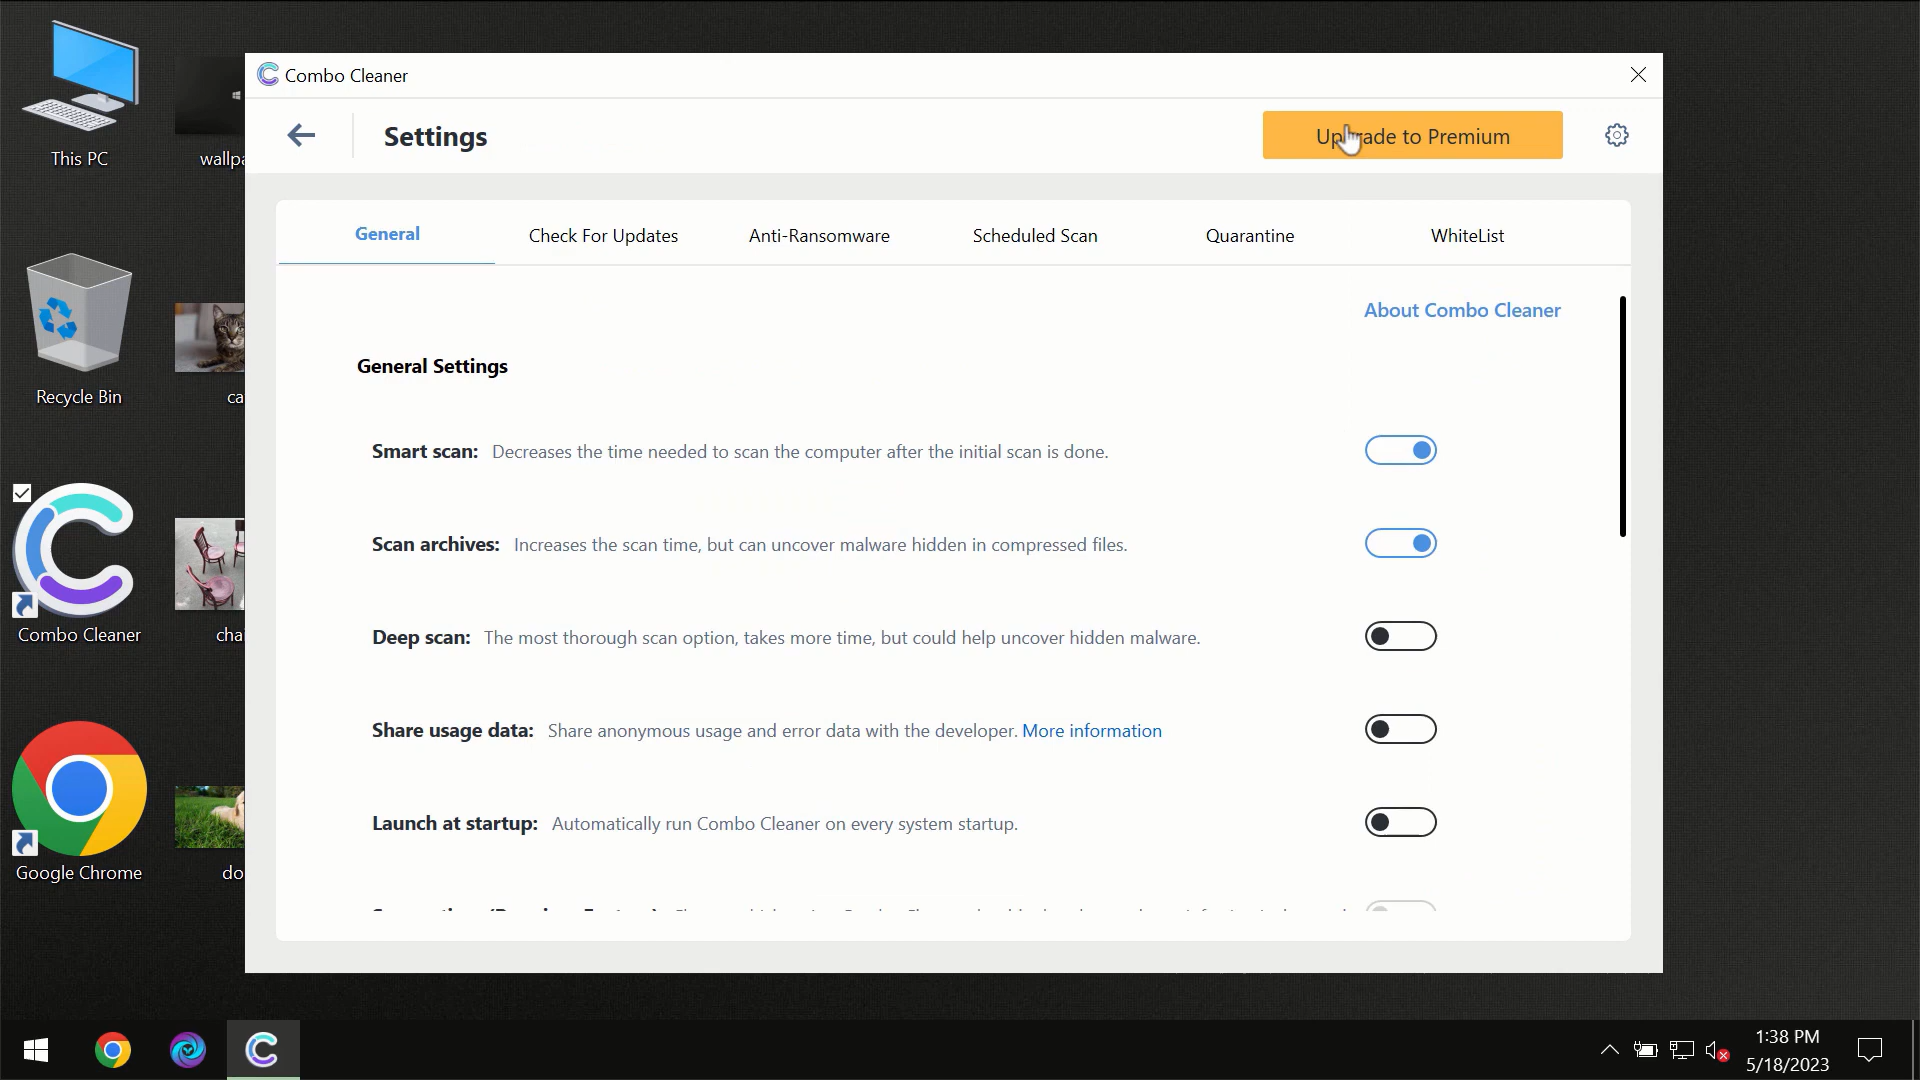 Combo Cleaner
Settings
Upgrade to Premium
General
Check For Updates
Anti-Ransomware
Scheduled Scan
Quarantine
WhiteList
About Combo Cleaner
General Settings
Smart scan: Decreases the time needed to scan the computer after the initial scan is done.
Scan archives: Increases the scan time, but can uncover malware hidden in compressed files.
Deep scan: The most thorough scan option, takes more time, but could help uncover hidden malware.
Share usage data: Share anonymous usage and error data with the developer. More information
Launch at startup: Automatically run Combo Cleaner on every system startup.
This PC
wallpa
Recycle Bin
ca
Combo Cleaner
chai
Google Chrome
do
1:38 PM
5/18/2023